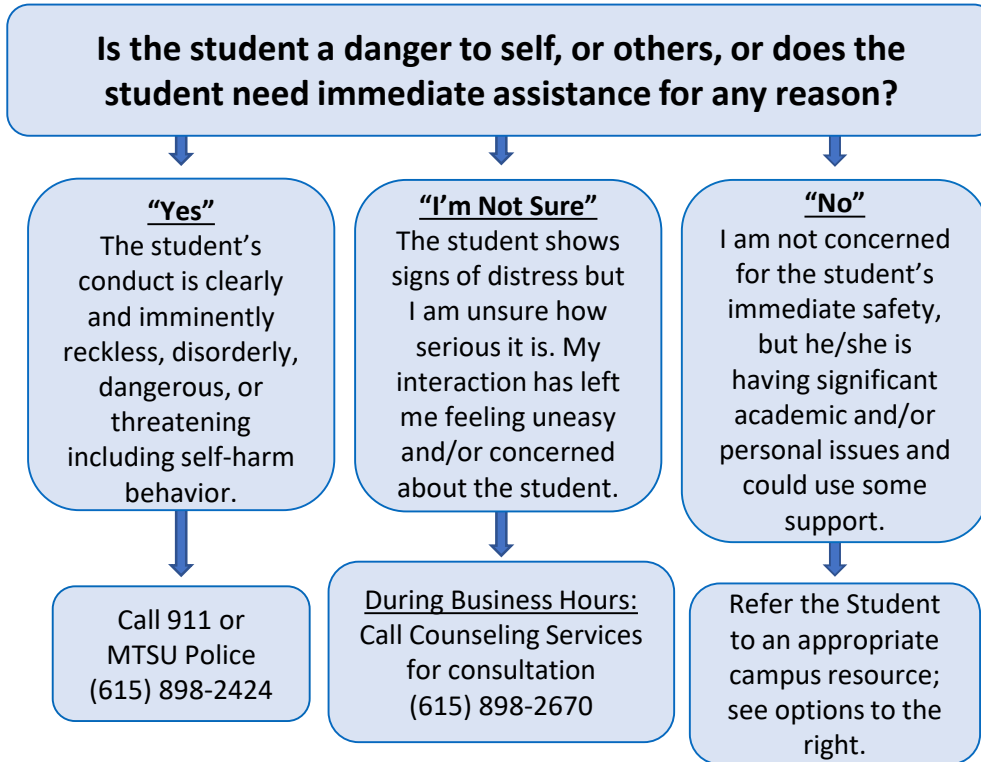 Is the student a danger to self, or others, or does the
student need immediate assistance for any reason?
“Yes”
The student’s
conduct is clearly
and imminently
reckless, disorderly,
dangerous, or
threatening
including self-harm
behavior.
“I’m Not Sure”
The student shows
signs of distress but
I am unsure how
serious it is. My
interaction has left
me feeling uneasy
and/or concerned
about the student.
“No”
I am not concerned
for the student’s
immediate safety,
but he/she is
having significant
academic and/or
personal issues and
could use some
support.
Call 911 or
MTSU Police
(615) 898-2424
During Business Hours:
Call Counseling Services
for consultation
(615) 898-2670
Refer the Student
to an appropriate
campus resource;
see options to the
right.